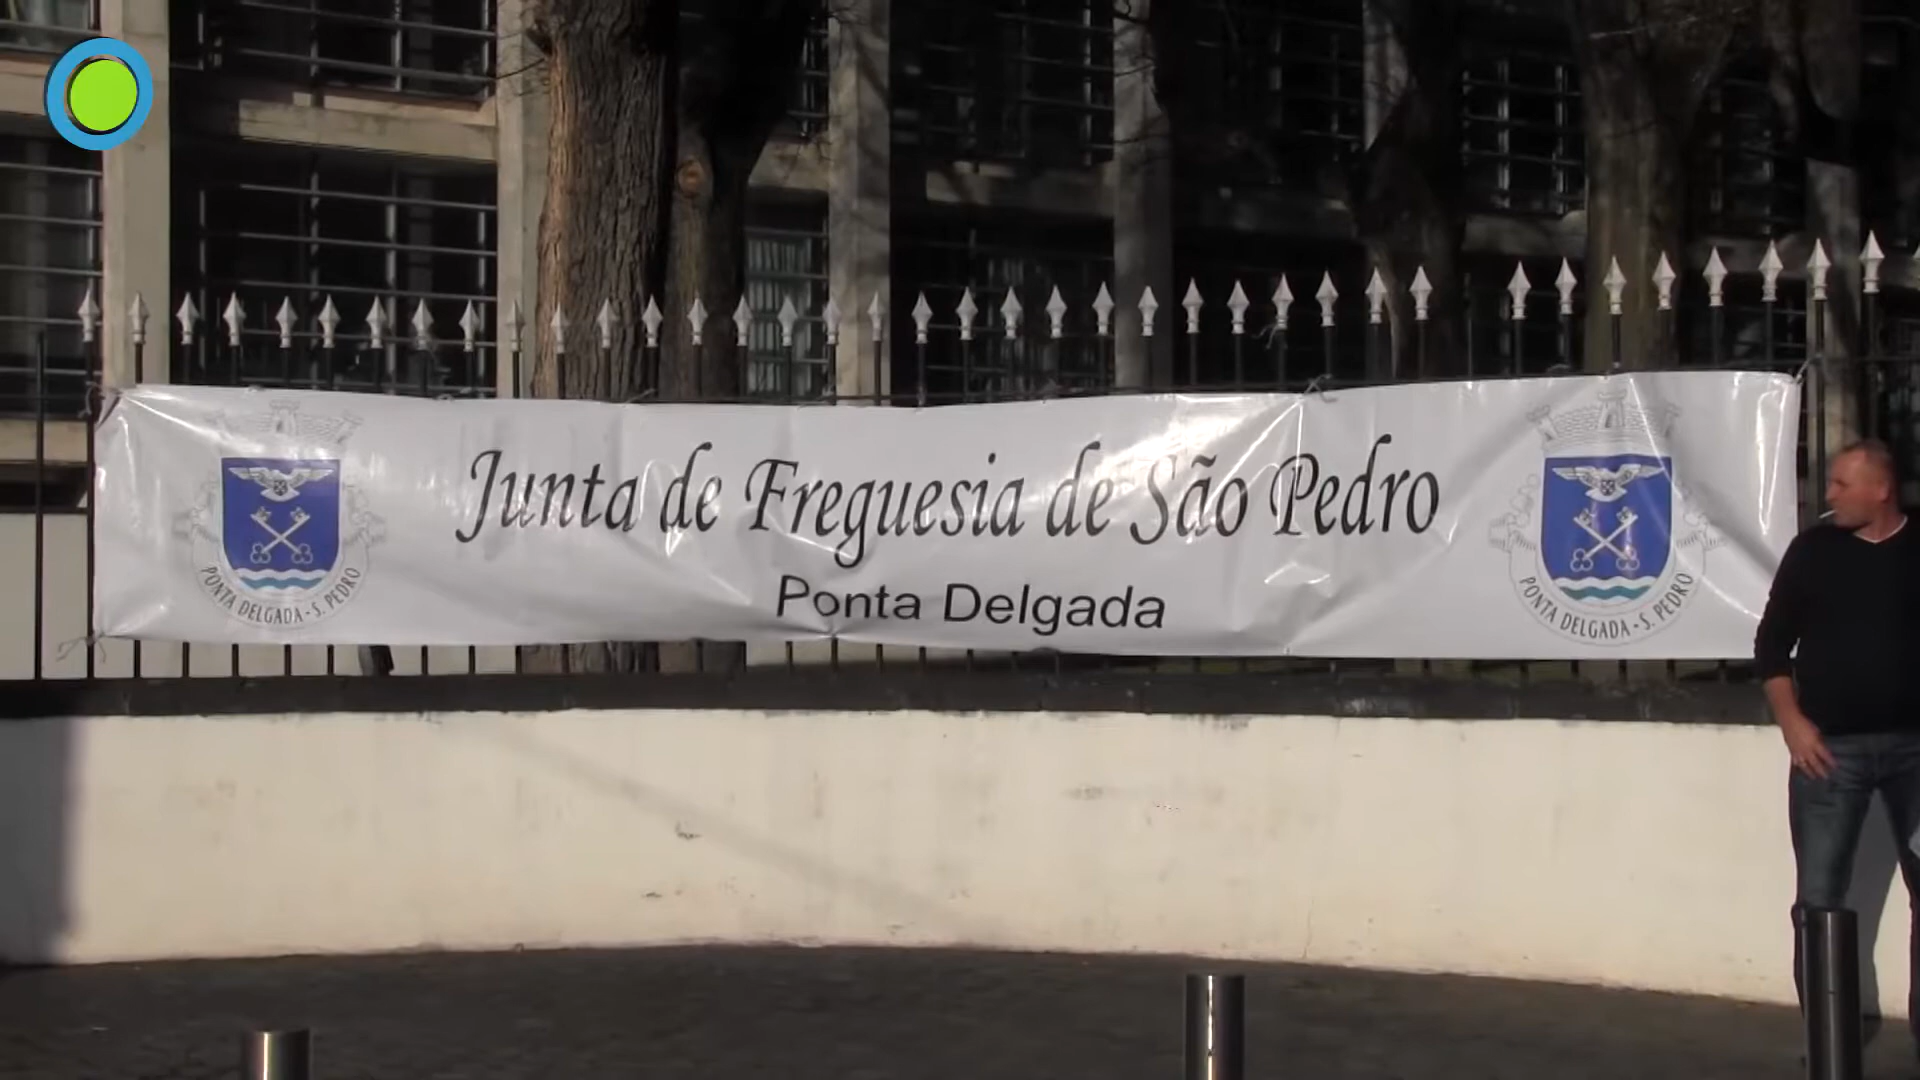 Junta de Freguesia de São Pedro
Ponta Delgada
PONTA DELGADA - S. PEDRO
PONTA DELGADA - S. PEDRO